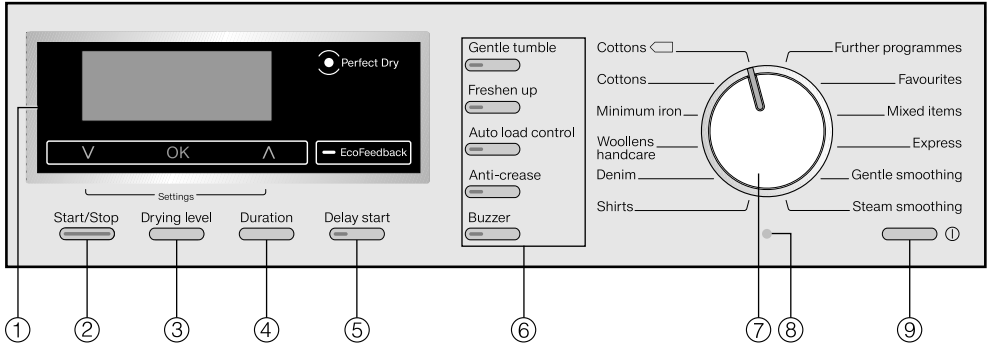 Perfect Dry
OK
EcoFeedback
Settings
Start/Stop
Drying level
Duration
Delay start
Gentle tumble
Freshen up
Auto load control
Anti-crease
Buzzer
Cottons
Cottons
Minimum iron
Woollens
handcare
Denim
Shirts
Further programmes
Favourites
Mixed items
Express
Gentle smoothing
Steam smoothing
1
2
3
4
5
6
7
8
9